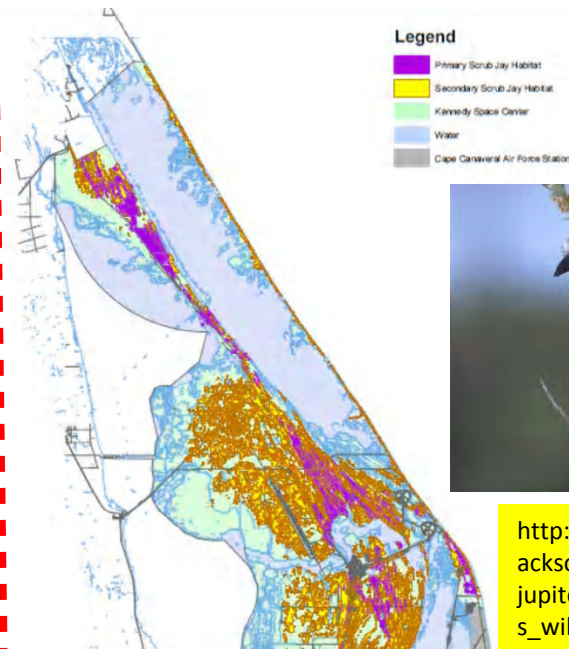 Legend
Primary Scrub Jay Habitat
Secondary Scrub Jay Habitat
Kennedy Space Center
Water
Cape Canaveral Air Force Station
http:
acksc
jupit
s_wil